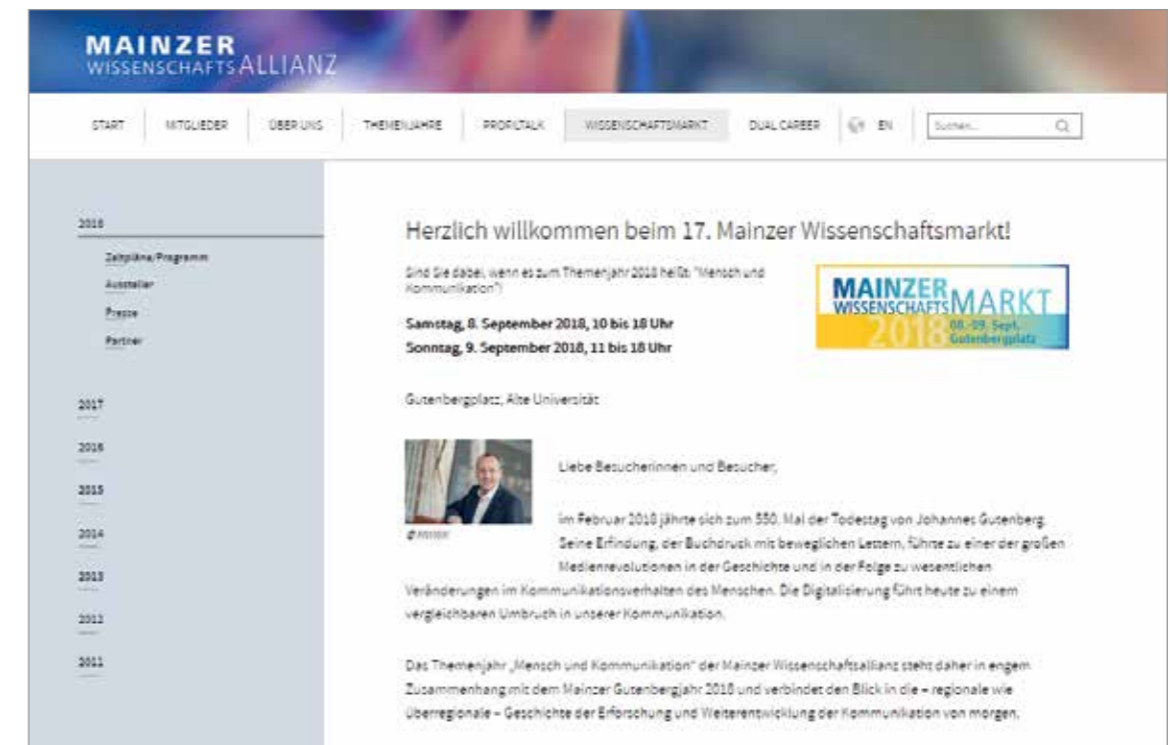 MAINZER
WISSENSCHAFTSALLIANZ
START MITGLIEDER ÜBER UNS THEMENJAHRE PROFILTALK WISSENSCHAFTSMARKT DUAL CAREER EN Suchen...
2018
Zeitpläne/Programm
Aussteller
Presse
Partner
2017
2016
2015
2014
2013
2012
2011
Herzlich willkommen beim 17. Mainzer Wissenschaftsmarkt!
Sind Sie dabei, wenn es zum Themenjahr 2018 heißt: "Mensch und
Kommunikation"!
Samstag, 8. September 2018, 10 bis 18 Uhr
Sonntag, 9. September 2018, 11 bis 18 Uhr
MAINZER
WISSENSCHAFTSMARKT
2018 08.-09. Sept.
Gutenbergplatz
Gutenbergplatz, Alte Universität
Liebe Besucherinnen und Besucher,
im Februar 2018 jährte sich zum 550. Mal der Todestag von Johannes Gutenberg.
Seine Erfindung, der Buchdruck mit beweglichen Lettern, führte zu einer der großen
Medienrevolutionen in der Geschichte und in der Folge zu wesentlichen
Veränderungen im Kommunikationsverhalten des Menschen. Die Digitalisierung führt heute zu einem
vergleichbaren Umbruch in unserer Kommunikation.
Das Themenjahr „Mensch und Kommunikation" der Mainzer Wissenschaftsallianz steht daher in engem
Zusammenhang mit dem Mainzer Gutenbergjahr 2018 und verbindet den Blick in die – regionale wie
überregionale – Geschichte der Erforschung und Weiterentwicklung der Kommunikation von morgen.